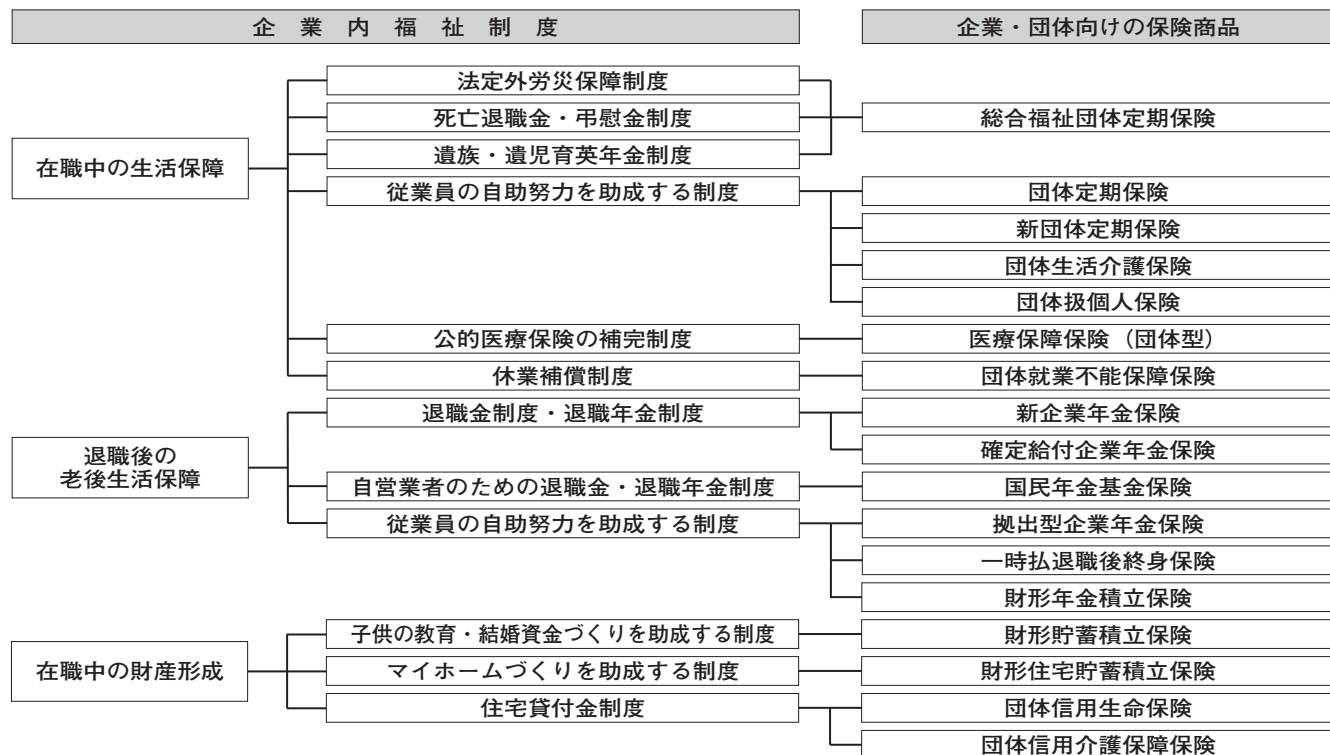 企業内福祉制度
企業・団体向けの保険商品
在職中の生活保障
法定外労災保障制度
死亡退職金・弔慰金制度
遺族・遺児育英年金制度
総合福祉団体定期保険
従業員の自助努力を助成する制度
団体定期保険
新団体定期保険
団体生活介護保険
団体扱個人保険
公的医療保険の補完制度
医療保障保険（団体型）
休業補償制度
団体就業不能保障保険
退職後の
老後生活保障
退職金制度・退職年金制度
新企業年金保険
確定給付企業年金保険
自営業者のための退職金・退職年金制度
国民年金基金保険
従業員の自助努力を助成する制度
拠出型企業年金保険
一時払退職後終身保険
財形年金積立保険
在職中の財産形成
子供の教育・結婚資金づくりを助成する制度
財形貯蓄積立保険
マイホームづくりを助成する制度
財形住宅貯蓄積立保険
住宅貸付金制度
団体信用生命保険
団体信用介護保障保険